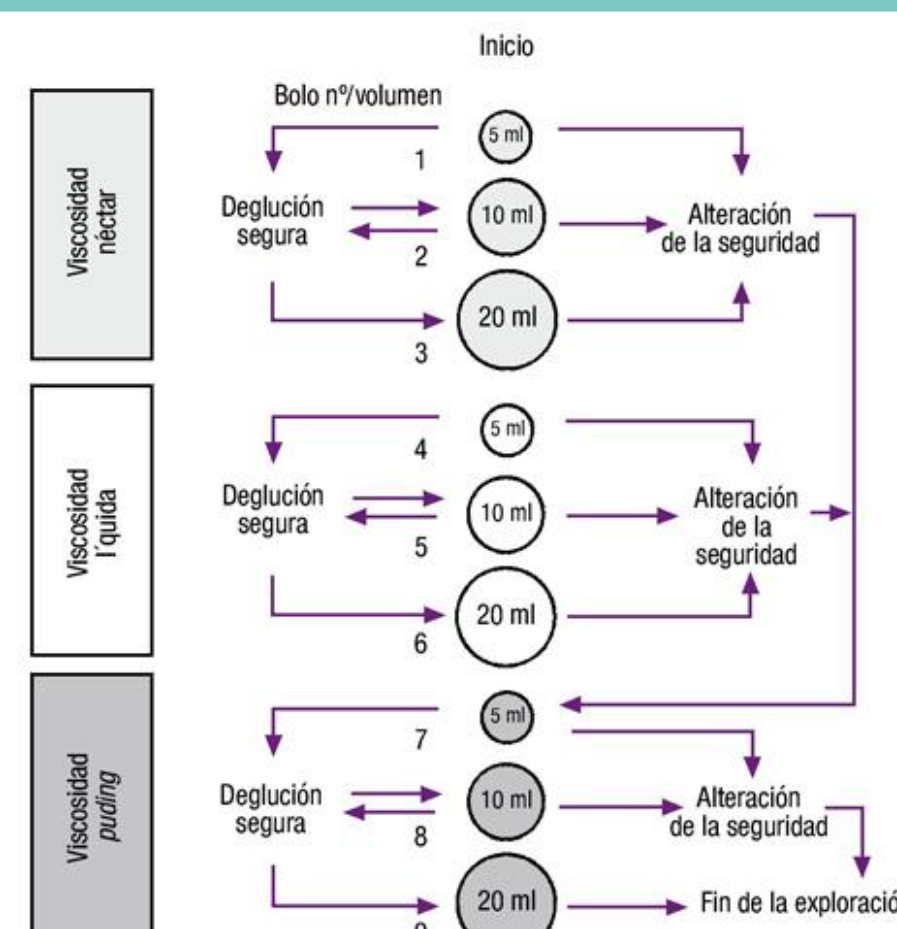 Inicio
Bolo nº/volumen
Viscosidad
néctar
5 ml
1
Deglución
segura
10 ml
2
Alteración
de la seguridad
20 ml
3
Viscosidad
l´quida
5 ml
4
Deglución
segura
10 ml
5
Alteración
de la
seguridad
20 ml
6
Viscosidad
puding
5 ml
7
Deglución
segura
10 ml
8
Alteración
de la seguridad
20 ml
Fin de la exploració